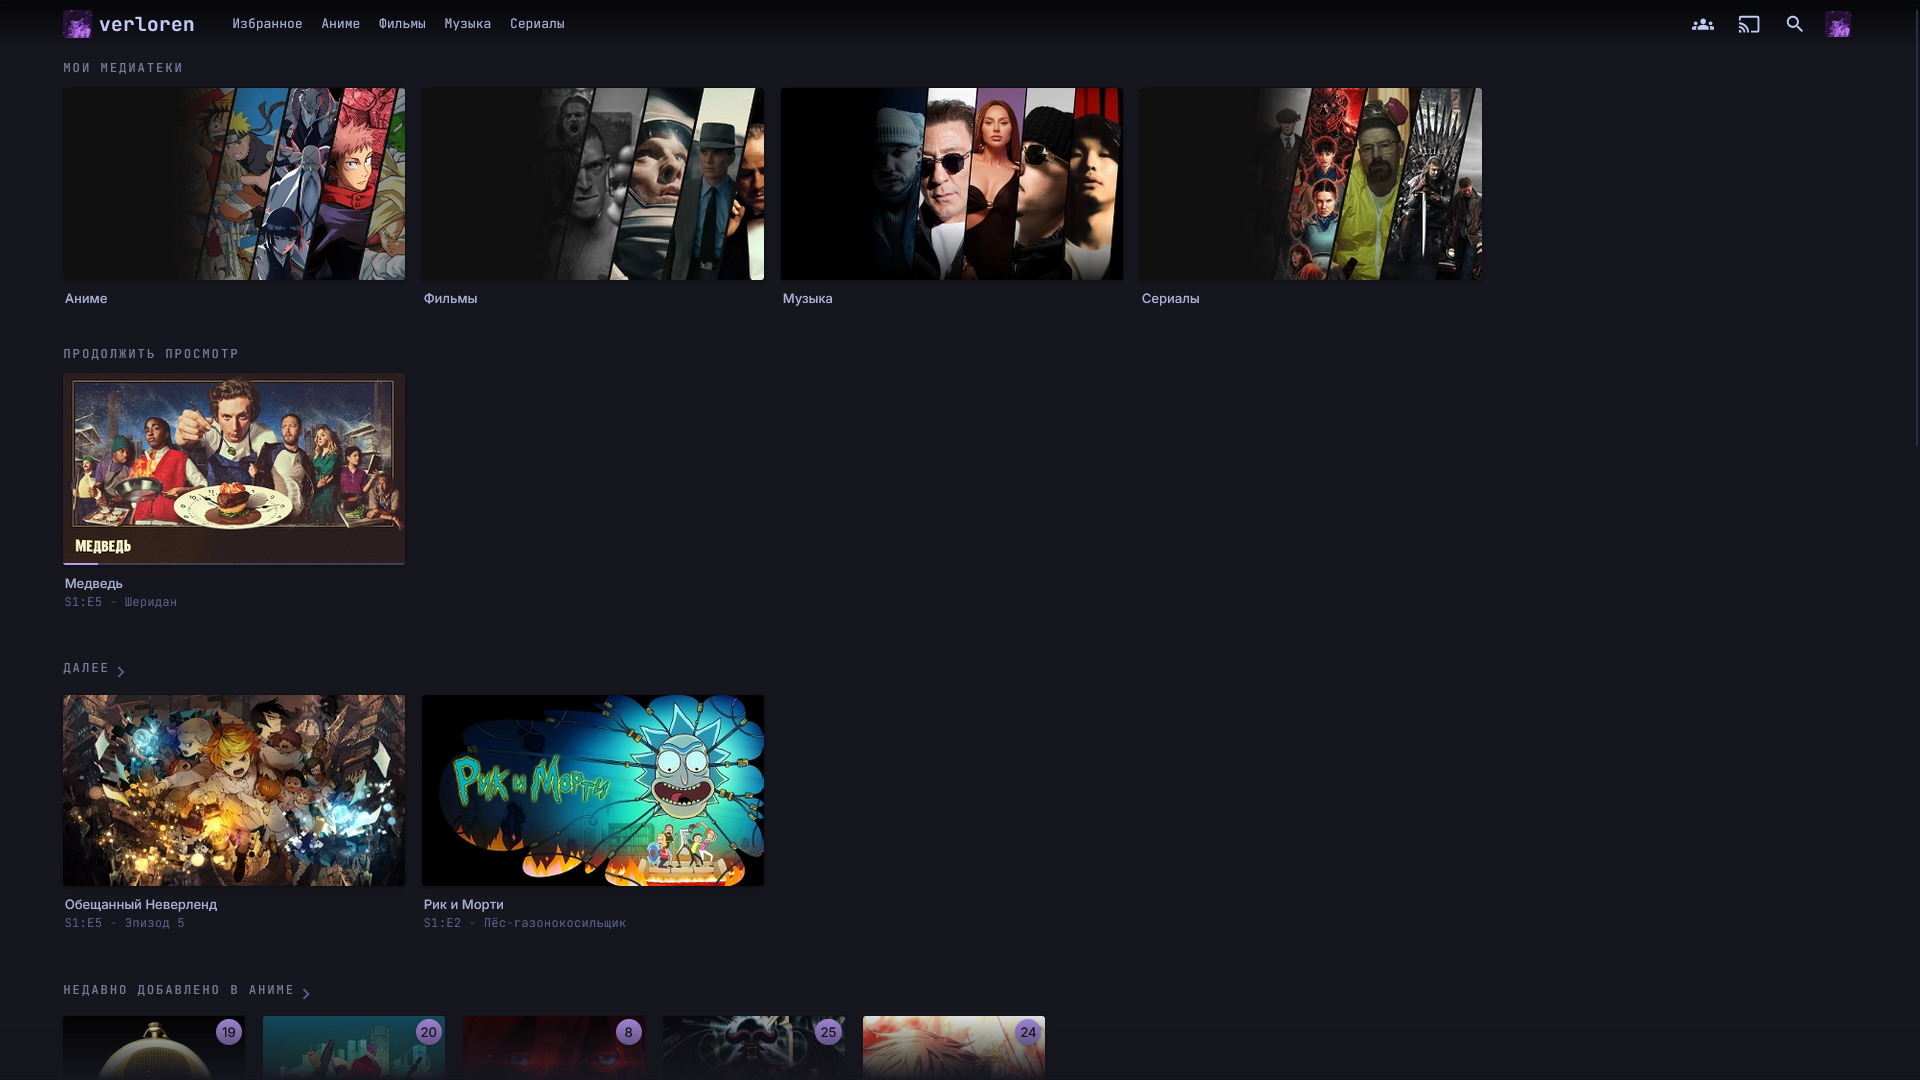 verloren Избранное Аниме Фильмы Музыка Сериалы
МОИ МЕДИАТЕКИ
Аниме Фильмы Музыка Сериалы
ПРОДОЛЖИТЬ ПРОСМОТР
МЕДВЕДЬ
Медведь
S1:E5 - Шеридан
ДАЛЕЕ
Рик и Морти
Обещанный Неверленд Рик и Морти
S1:E5 - Эпизод 5 S1:E2 - Пёс-газонокосильщик
НЕДАВНО ДОБАВЛЕНО В АНИМЕ
19 20 8 25 24